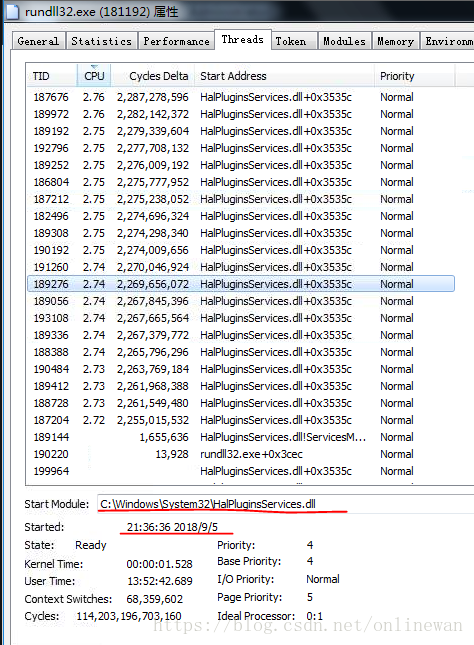 rundll32.exe (181192) 属性
General Statistics Performance Threads Token Modules Memory Environm
TID CPU Cycles Delta Start Address Priority
187676 2.76 2,287,278,596 HalPluginsServices.dll+0x3535c Normal
189972 2.76 2,282,142,372 HalPluginsServices.dll+0x3535c Normal
189192 2.75 2,279,339,604 HalPluginsServices.dll+0x3535c Normal
192796 2.75 2,277,708,132 HalPluginsServices.dll+0x3535c Normal
189252 2.75 2,276,009,192 HalPluginsServices.dll+0x3535c Normal
186804 2.75 2,275,777,952 HalPluginsServices.dll+0x3535c Normal
187212 2.75 2,275,238,052 HalPluginsServices.dll+0x3535c Normal
182496 2.75 2,274,696,324 HalPluginsServices.dll+0x3535c Normal
189308 2.75 2,274,298,340 HalPluginsServices.dll+0x3535c Normal
190192 2.75 2,274,009,656 HalPluginsServices.dll+0x3535c Normal
191260 2.74 2,270,046,924 HalPluginsServices.dll+0x3535c Normal
189276 2.74 2,269,656,072 HalPluginsServices.dll+0x3535c Normal
189056 2.74 2,267,845,396 HalPluginsServices.dll+0x3535c Normal
193108 2.74 2,267,665,564 HalPluginsServices.dll+0x3535c Normal
189336 2.74 2,267,379,772 HalPluginsServices.dll+0x3535c Normal
188388 2.74 2,265,796,296 HalPluginsServices.dll+0x3535c Normal
190484 2.73 2,263,769,184 HalPluginsServices.dll+0x3535c Normal
189412 2.73 2,261,968,388 HalPluginsServices.dll+0x3535c Normal
188728 2.73 2,261,549,480 HalPluginsServices.dll+0x3535c Normal
187204 2.72 2,255,015,532 HalPluginsServices.dll+0x3535c Normal
189144 1,655,636 HalPluginsServices.dll!ServicesM... Normal
190220 13,928 rundll32.exe+0x3cec Normal
199964 HalPluginsServices.dll+0x3535c Normal
Start Module: C:\Windows\System32\HalPluginsServices.dll
Started: 21:36:36 2018/9/5
State: Ready Priority: 4
Kernel Time: 00:00:01.528 Base Priority: 4
User Time: 13:52:42.689 I/O Priority: Normal
Context Switches: 68,359,602 Page Priority: 5
Cycles: 114,203,196,703,160 Ideal Processor: 0:1
https://blog.csdn.net/onlinewan